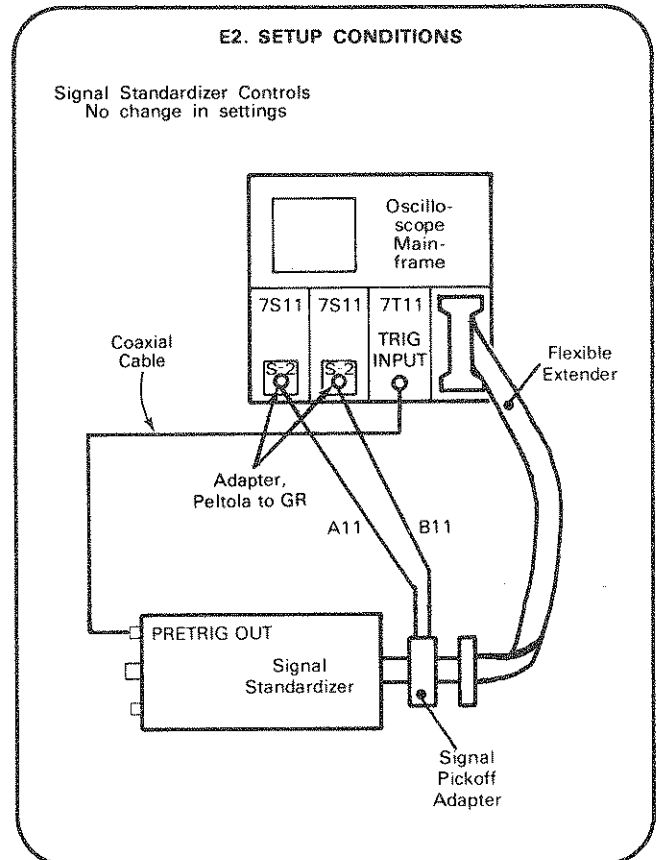 E2. SETUP CONDITIONS
Signal Standardizer Controls
No change in settings
Oscillo-
scope
Main-
frame
7S11
7S11
7T11
TRIG
INPUT
S-2
S-2
Coaxial
Cable
Flexible
Extender
Adapter,
Peltola to GR
A11
B11
PRETRIG OUT
Signal
Standardizer
Signal
Pickoff
Adapter